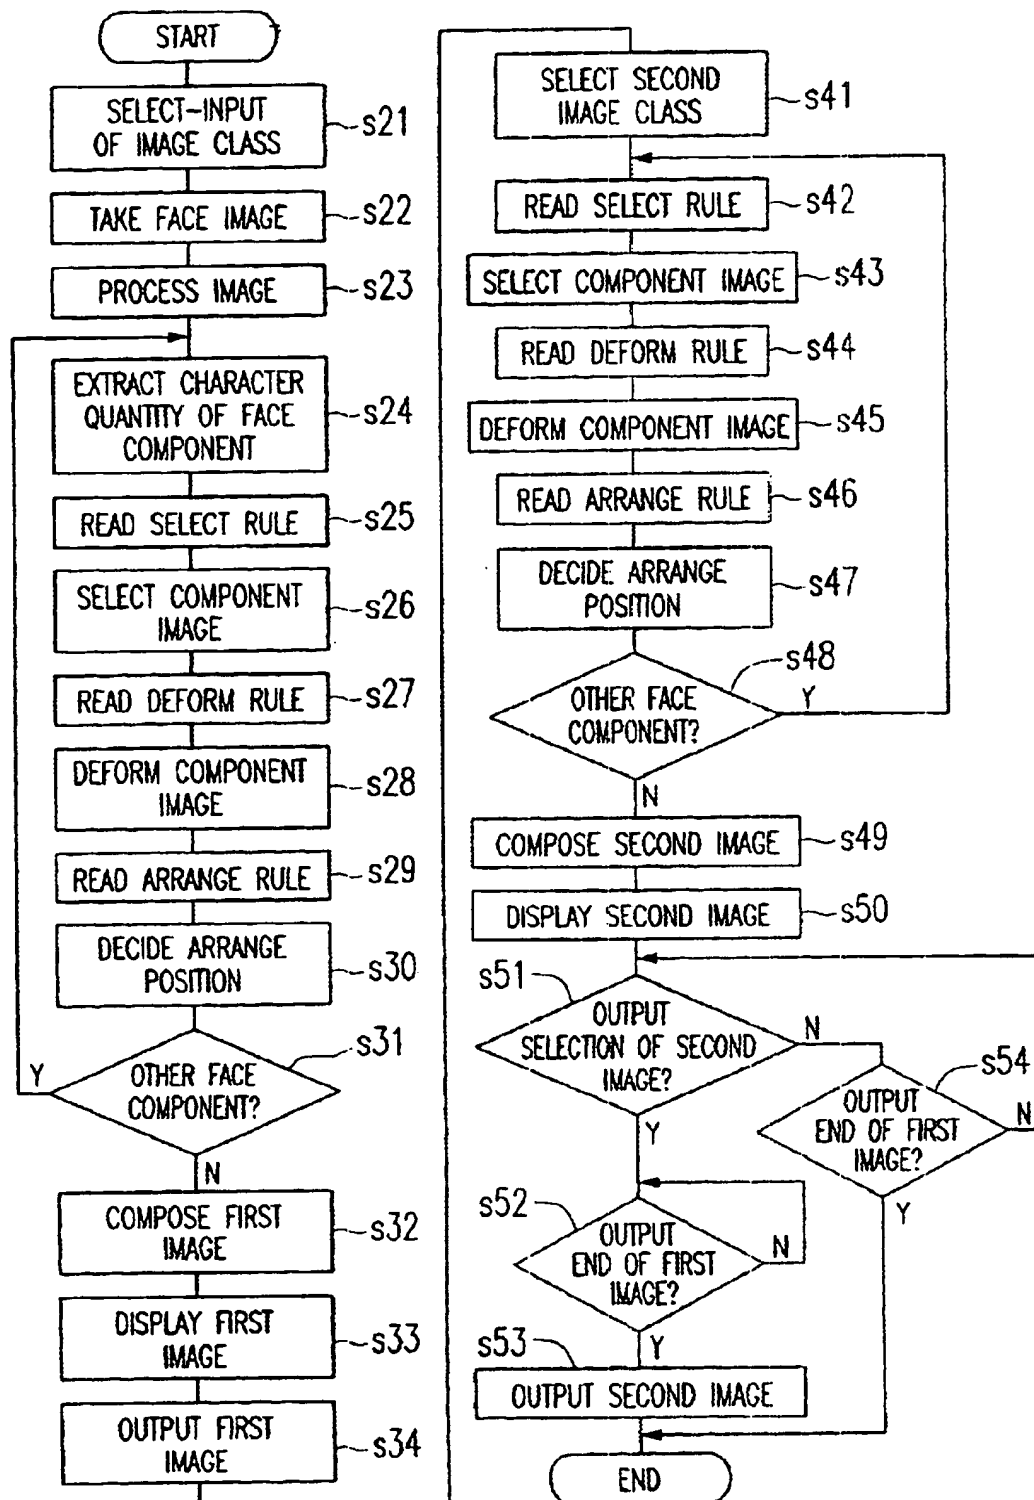 START
SELECT-INPUT
OF IMAGE CLASS
s21
TAKE FACE IMAGE
s22
PROCESS IMAGE
s23
EXTRACT CHARACTER
QUANTITY OF FACE
COMPONENT
s24
READ SELECT RULE
s25
SELECT COMPONENT
IMAGE
s26
READ DEFORM RULE
s27
DEFORM COMPONENT
IMAGE
s28
READ ARRANGE RULE
s29
DECIDE ARRANGE
POSITION
s30
s31
Y
OTHER FACE
COMPONENT?
N
COMPOSE FIRST
IMAGE
s32
DISPLAY FIRST
IMAGE
s33
OUTPUT FIRST
IMAGE
s34
SELECT SECOND
IMAGE CLASS
s41
READ SELECT RULE
s42
SELECT COMPONENT IMAGE
s43
READ DEFORM RULE
s44
DEFORM COMPONENT IMAGE
s45
READ ARRANGE RULE
s46
DECIDE ARRANGE
POSITION
s47
s48
OTHER FACE
COMPONENT?
Y
N
COMPOSE SECOND IMAGE
s49
DISPLAY SECOND IMAGE
s50
s51
OUTPUT
SELECTION OF SECOND
IMAGE?
N
Y
s54
OUTPUT
END OF FIRST
IMAGE?
N
Y
s52
OUTPUT
END OF FIRST
IMAGE?
N
Y
s53
OUTPUT SECOND IMAGE
END